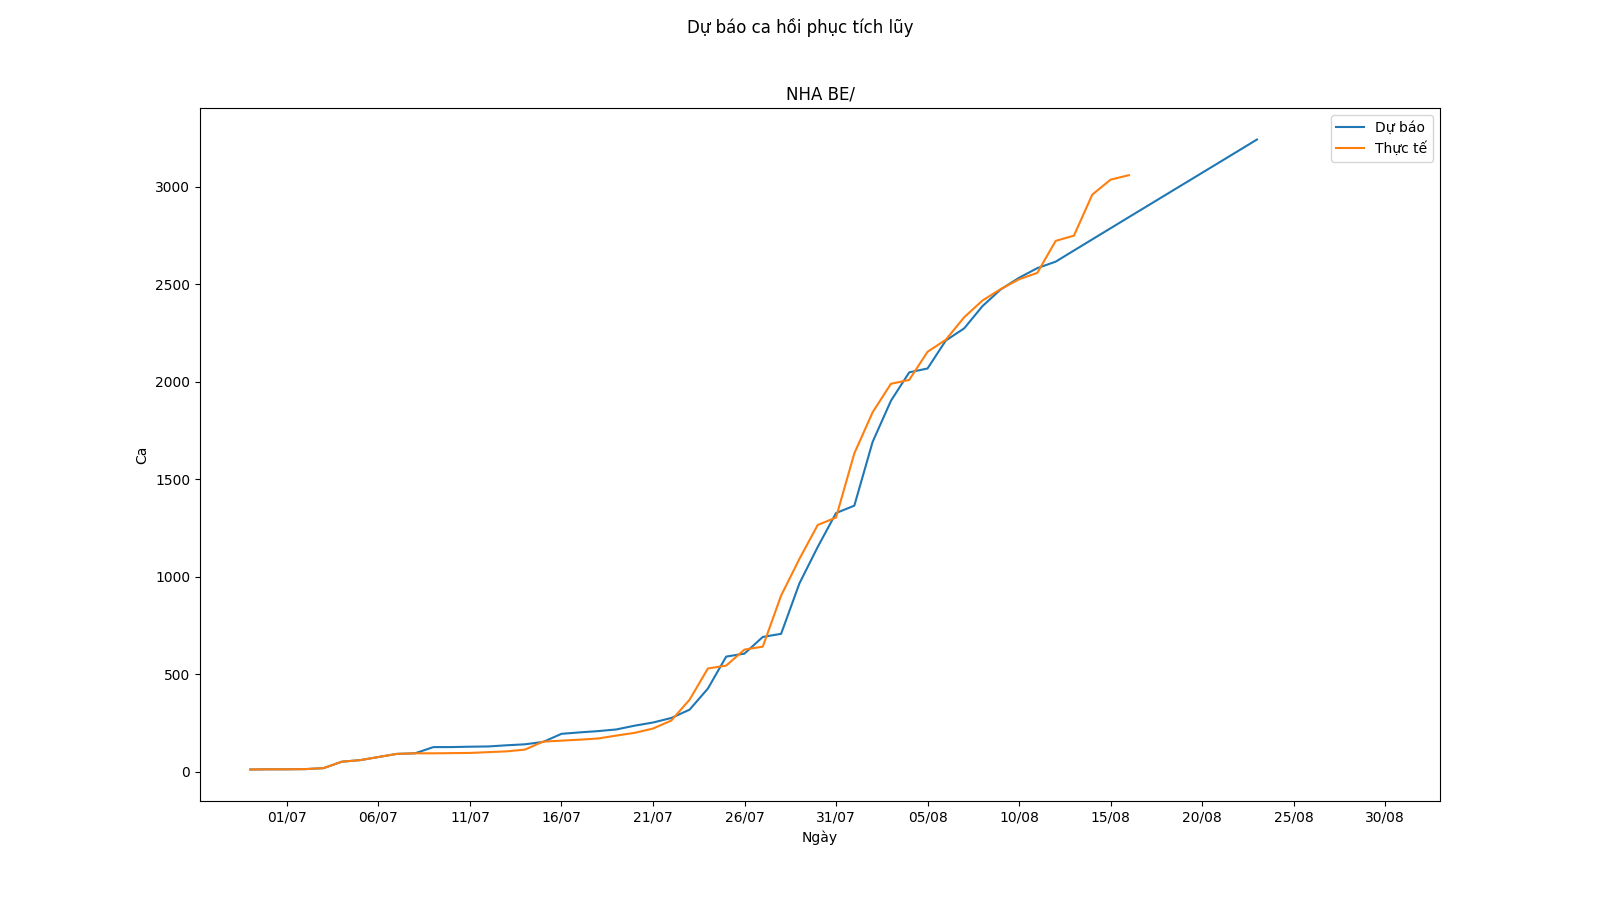 Dự báo ca hồi phục tích lũy
NHA BE/
Dự báo
Thực tế
3000
2500
2000
1500
1000
500
0
Ca
01/07 06/07 11/07 16/07 21/07 26/07 31/07 05/08 10/08 15/08 20/08 25/08 30/08
Ngày